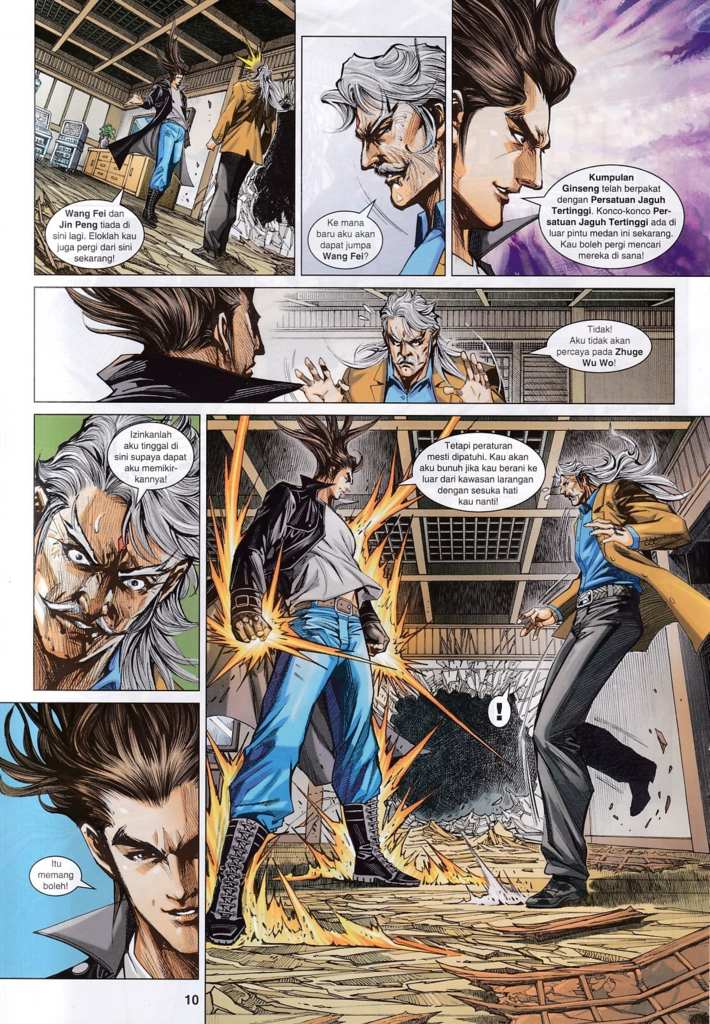 Wang Fei dan
Jin Peng tiada di
sini lagi. Eloklah kau
juga pergi dari sini
sekarang!
Ke mana
baru aku akan
dapat jumpa
Wang Fei?
Kumpulan
Ginseng telah berpakat
dengan Persatuan Jaguh
Tertinggi. Konco-konco Per-
satuan Jaguh Tertinggi ada di
luar pintu medan ini sekarang.
Kau boleh pergi mencari
mereka di sana!
Tidak!
Aku tidak akan
percaya pada Zhuge
Wu Wo!
Izinkanlah
aku tinggal di
sini supaya dapat
aku memikir-
kannya!
Tetapi peraturan
mesti dipatuhi. Kau akan
aku bunuh jika kau berani ke
luar dari kawasan larangan
dengan sesuka hati
kau nanti!
!
Itu
memang
boleh!
10